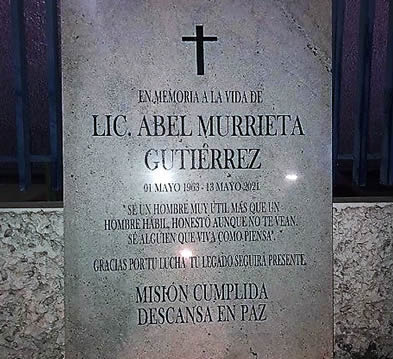 EN MEMORIA A LA VIDA DE
LIC. ABEL MURRIETA
GUTIÉRREZ
01 MAYO 1963 - 13 MAYO 2021
"SÉ UN HOMBRE MUY ÚTIL MÁS QUE UN
HOMBRE HÁBIL, HONESTO AUNQUE NO TE VEAN.
SÉ ALGUIEN QUE VIVA COMO PIENSA".
GRACIAS POR TU LUCHA TU LEGADO SEGUIRÁ PRESENTE.
MISIÓN CUMPLIDA
DESCANSA EN PAZ